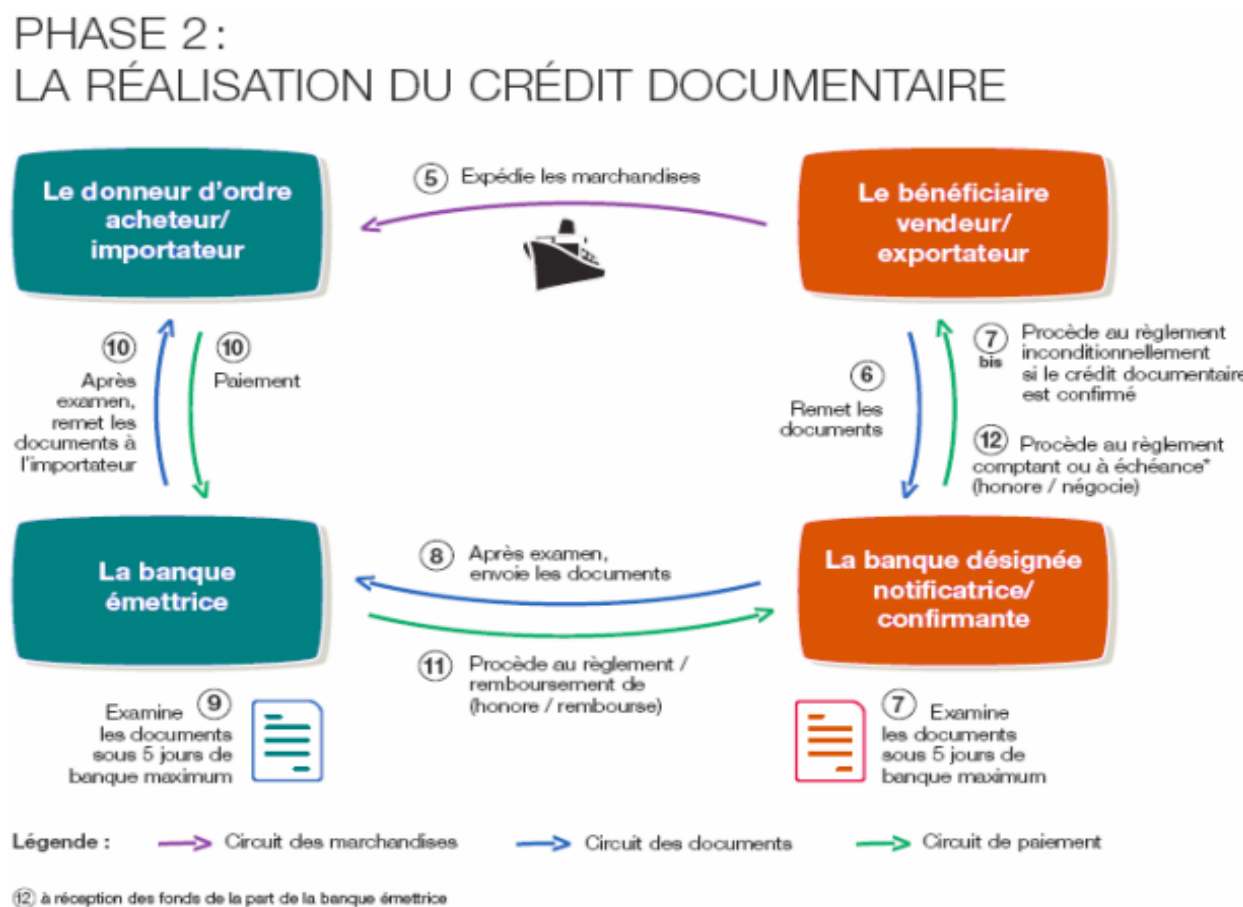 PHASE 2 :
LA RÉALISATION DU CRÉDIT DOCUMENTAIRE
Le donneur d'ordre
acheteur/
importateur
5 Expédie les marchandises
Le bénéficiaire
vendeur/
exportateur
10
Après
examen,
remet les
documents à
l'importateur
10
Paiement
6
Remet les
documents
7
bis
Procède au règlement
inconditionnellement
si le crédit documentaire
est confirmé
12 Procède au règlement
comptant ou à échéance*
(honore / négocie)
La banque
émettrice
8 Après examen,
envoie les documents
La banque désignée
notificatrice/
confirmante
11 Procède au règlement /
remboursement de
(honore / rembourse)
Examine 9
les documents
sous 5 jours de
banque maximum
7 Examine
les documents
sous 5 jours de
banque maximum
Légende : Circuit des marchandises Circuit des documents Circuit de paiement
12 à réception des fonds de la part de la banque émettrice